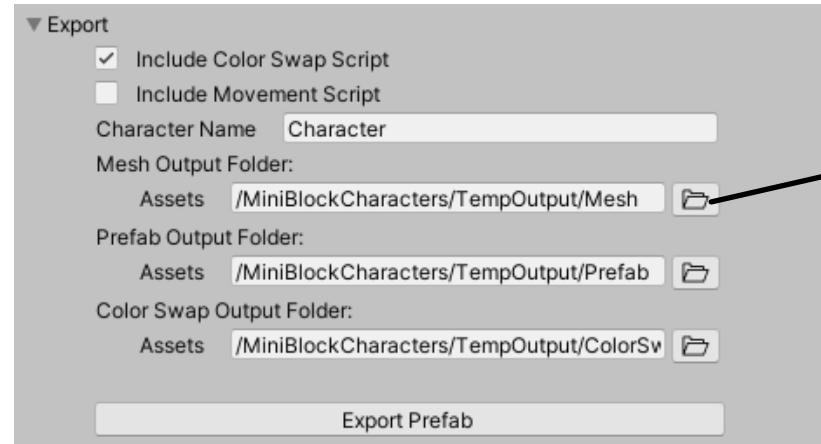 Export
Include Color Swap Script
Include Movement Script
Character Name Character
Mesh Output Folder:
Assets /MiniBlockCharacters/TempOutput/Mesh
Prefab Output Folder:
Assets /MiniBlockCharacters/TempOutput/Prefab
Color Swap Output Folder:
Assets /MiniBlockCharacters/TempOutput/ColorSw
Export Prefab